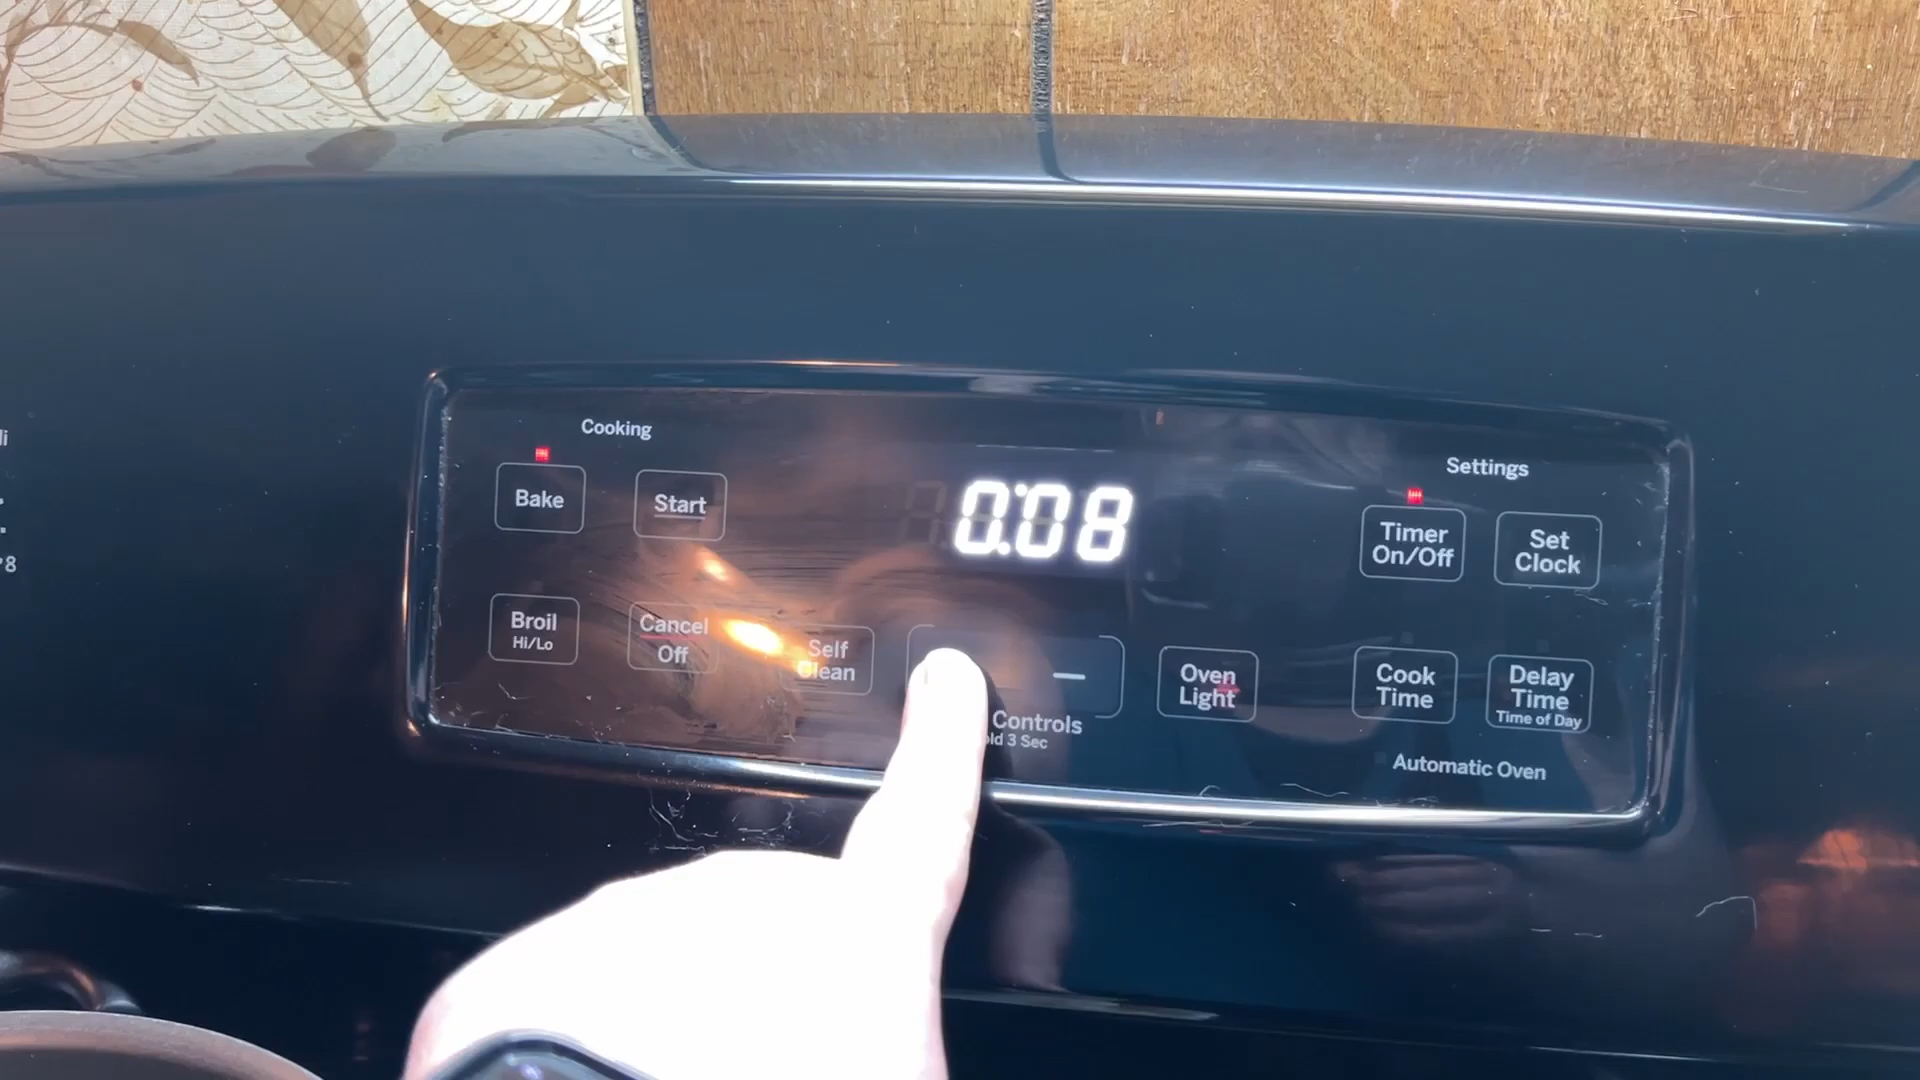 Cooking
Settings
Bake
Start
0:08
Timer
On/Off
Set
Clock
Broil
Hi/Lo
Cancel
Off
Self
Clean
–
Oven
Light
Cook
Time
Delay
Time
Time of Day
Controls
3 Sec
Automatic Oven
8